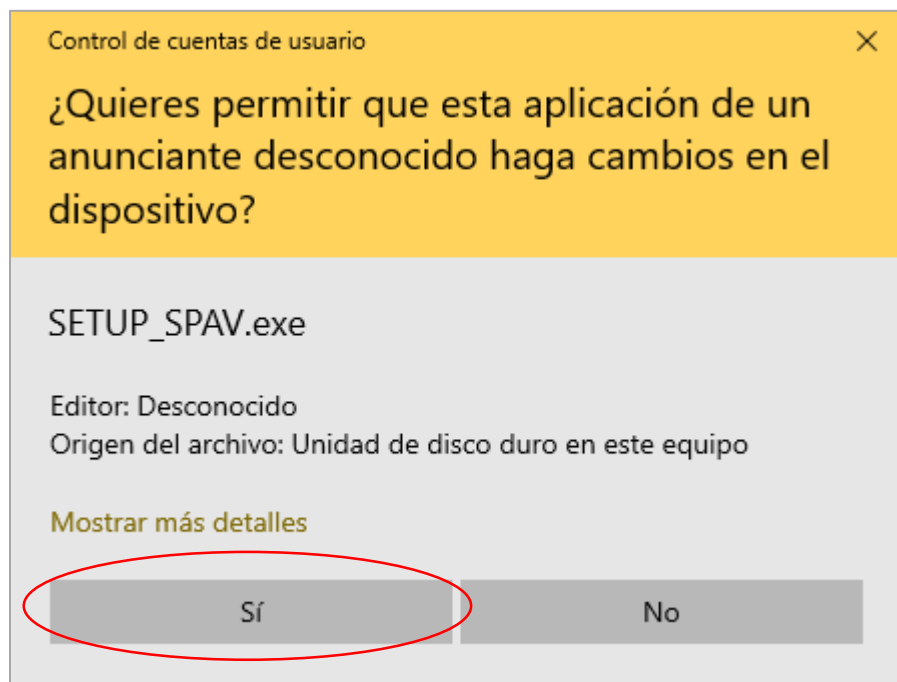 Control de cuentas de usuario
¿Quieres permitir que esta aplicación de un
anunciante desconocido haga cambios en el
dispositivo?
SETUP_SPAV.exe
Editor: Desconocido
Origen del archivo: Unidad de disco duro en este equipo
Mostrar más detalles
Sí
No